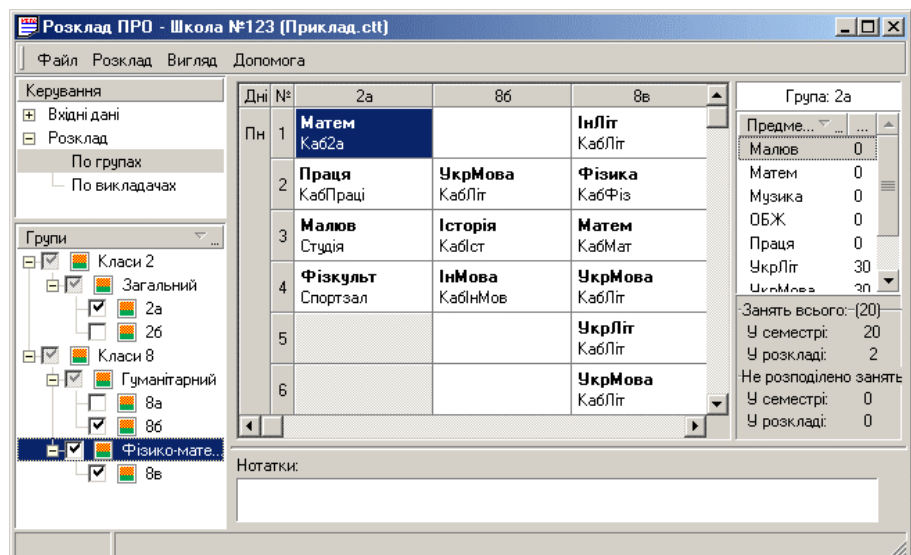 Розклад ПРО - Школа №123 (Приклад.ctt)
Файл Розклад Вигляд Допомога
Керування
Вхідні дані
Розклад
По групах
По викладачах
Групи ...
Класи 2
Загальний
2а
2б
Класи 8
Гуманітарний
8а
8б
Фізико-мате...
8в
Дні № 2а 8б 8в
Пн 1 Матем ІнЛіт
Каб2а КабЛіт
2 Праця УкрМова Фізика
КабПраці КабЛіт КабФіз
3 Малюв Історія Матем
Студія КабІст КабМат
4 Фізкульт ІнМова УкрМова
Спортзал КабІнМов КабЛіт
5 УкрЛіт
КабЛіт
6 УкрМова
КабЛіт
Група: 2а
Предме... ... ...
Малюв 0
Матем 0
Музика 0
ОБЖ 0
Праця 0
УкрЛіт 30
УкрМова 30
Занять всього: (20)
У семестрі: 20
У розкладі: 2
Не розподілено занять
У семестрі: 0
У розкладі: 0
Нотатки: